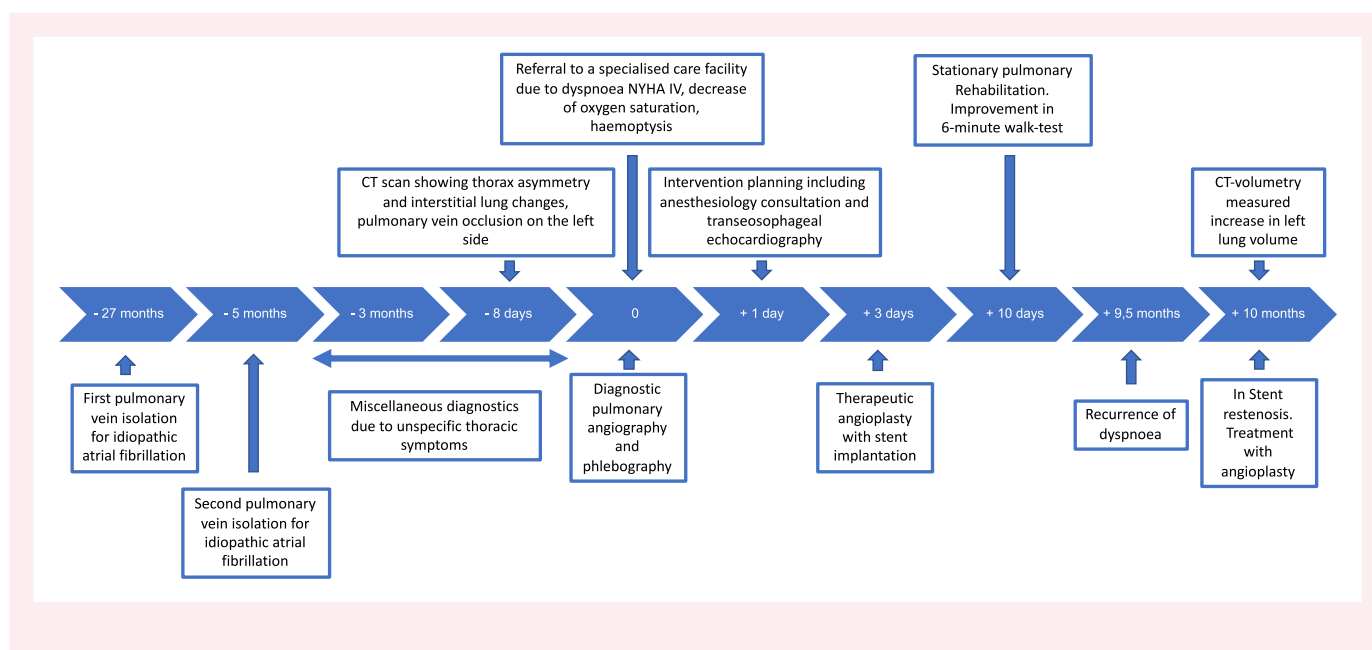 Referral to a specialised care facility
due to dyspnoea NYHA IV, decrease
of oxygen saturation,
haemoptysis
Stationary pulmonary
Rehabilitation.
Improvement in
6-minute walk-test
CT scan showing thorax asymmetry
and interstitial lung changes,
pulmonary vein occlusion on the left
side
Intervention planning including
anesthesiology consultation and
transeosophageal
echocardiography
CT-volumetry
measured
increase in left
lung volume
- 27 months
- 5 months
- 3 months
- 8 days
0
+ 1 day
+ 3 days
+ 10 days
+ 9,5 months
+ 10 months
First pulmonary
vein isolation
for idiopathic
atrial fibrillation
Second pulmonary
vein isolation for
idiopathic atrial
fibrillation
Miscellaneous diagnostics
due to unspecific thoracic
symptoms
Diagnostic
pulmonary
angiography
and
phlebography
Therapeutic
angioplasty
with stent
implantation
Recurrence of
dyspnoea
In Stent
restenosis.
Treatment
with
angioplasty